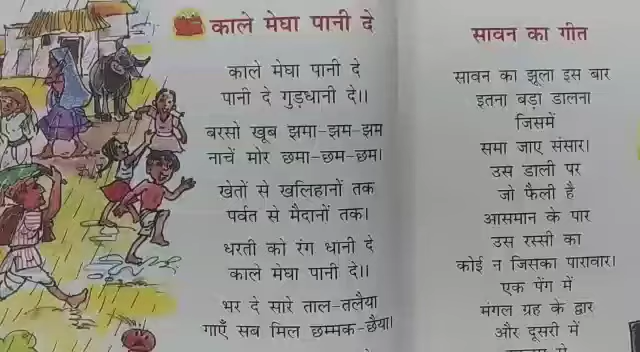 काले मेघा पानी दे
काले मेघा पानी दे
पानी दे गुड़धानी दे।।
बरसो खूब झमा-झम-झम
नाचें मोर छमा-छम-छम।
खेतों से खलिहानों तक
पर्वत से मैदानों तक।
धरती को रंग धानी दे
काले मेघा पानी दे।।
भर दे सारे ताल-तलैया
गाएँ सब मिल छम्मक-छैया।
सावन का गीत
सावन का झूला इस बार
इतना बड़ा डालना
जिसमें
समा जाए संसार।
उस डाली पर
जो फैली है
आसमान के पार
उस रस्सी का
कोई न जिसका पारावार।
एक पेंग में
मंगल ग्रह के द्वार
और दूसरी में